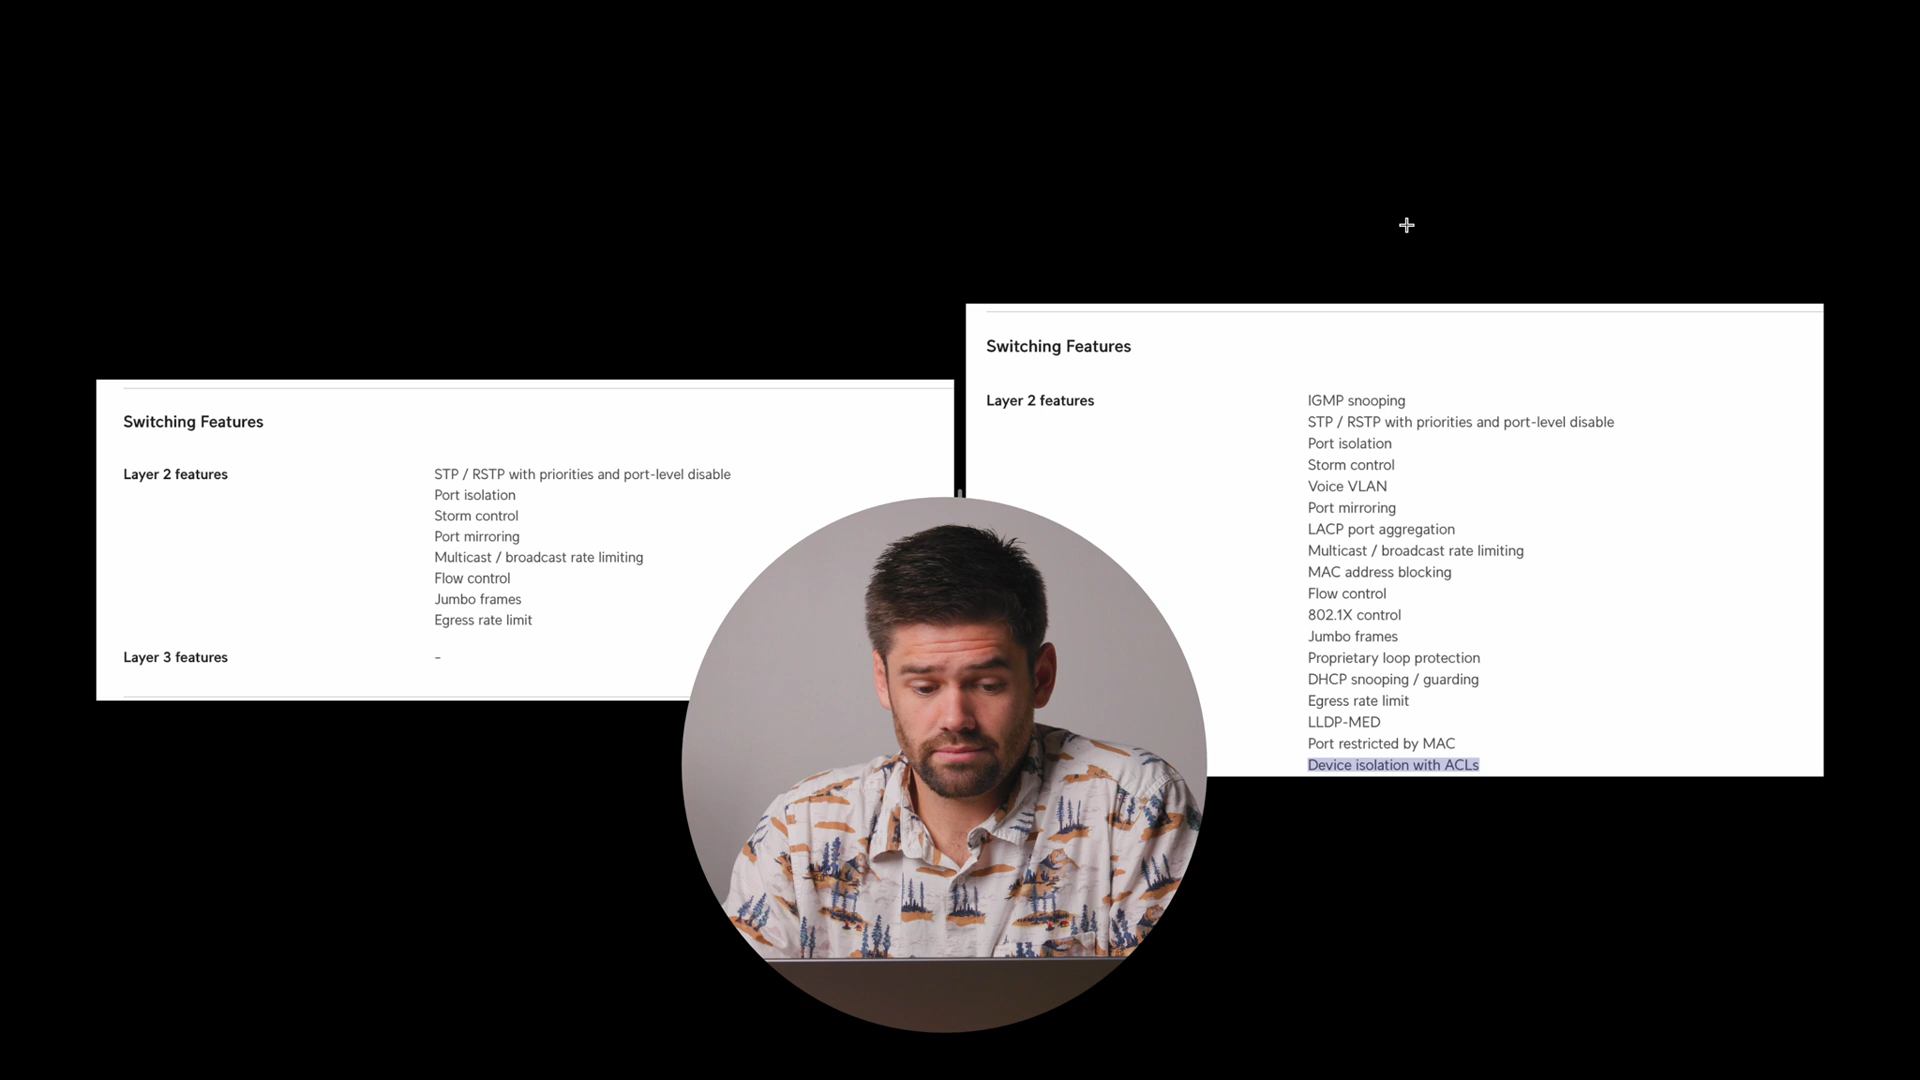 Switching Features
Layer 2 features
STP / RSTP with priorities and port-level disable
Port isolation
Storm control
Port mirroring
Multicast / broadcast rate limiting
Flow control
Jumbo frames
Egress rate limit
Layer 3 features
–
Switching Features
Layer 2 features
IGMP snooping
STP / RSTP with priorities and port-level disable
Port isolation
Storm control
Voice VLAN
Port mirroring
LACP port aggregation
Multicast / broadcast rate limiting
MAC address blocking
Flow control
802.1X control
Jumbo frames
Proprietary loop protection
DHCP snooping / guarding
Egress rate limit
LLDP-MED
Port restricted by MAC
Device isolation with ACLs